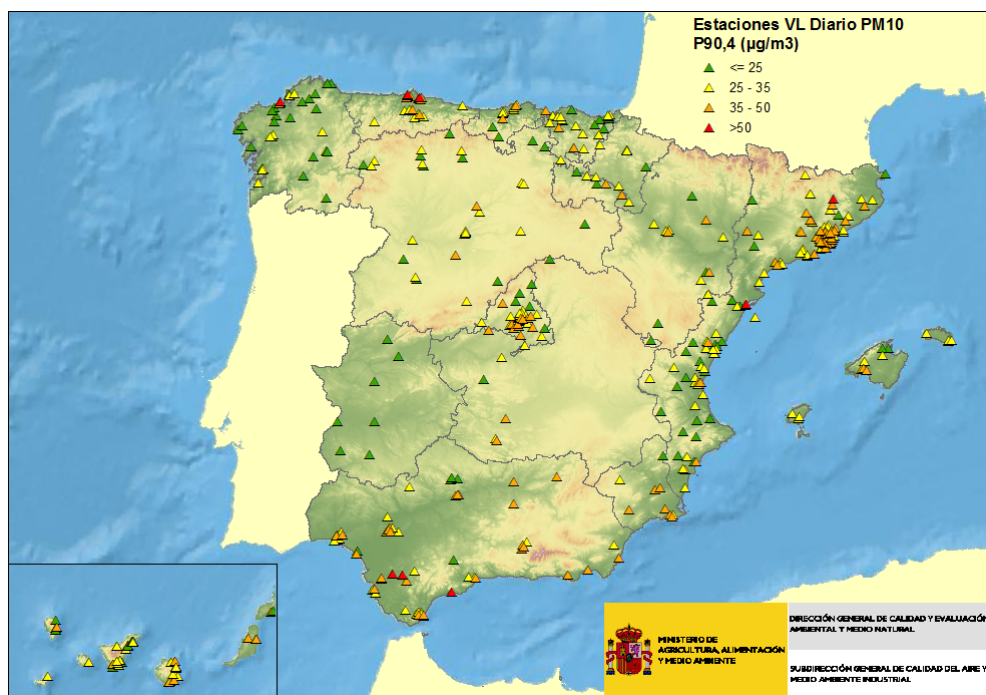 Estaciones VL Diario PM10
P90,4 (µg/m3)
<= 25
25 - 35
35 - 50
>50
MINISTERIO DE
AGRICULTURA, ALIMENTACIÓN
Y MEDIO AMBIENTE
DIRECCIÓN GENERAL DE CALIDAD Y EVALUACIÓN
AMBIENTAL Y MEDIO NATURAL
SUBDIRECCIÓN GENERAL DE CALIDAD DEL AIRE Y
MEDIO AMBIENTE INDUSTRIAL